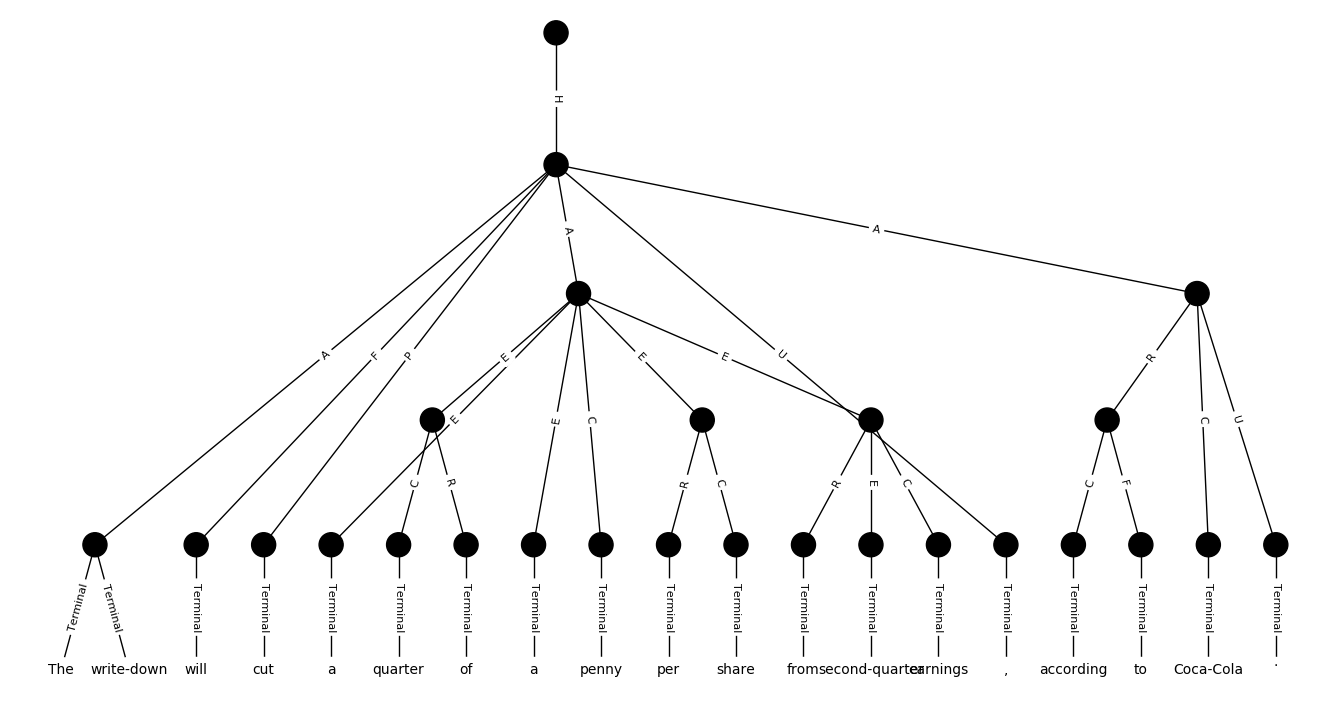 H
A
A
A
F
P
E
E
U
R
E
E
E
C
C
U
C
R
R
C
R
E
C
C
F
Terminal Terminal Terminal Terminal Terminal Terminal Terminal Terminal Terminal Terminal Terminal Terminal Terminal Terminal Terminal Terminal Terminal Terminal Terminal
The write-down will cut a quarter of a penny per share from second-quarter earnings , according to Coca-Cola .